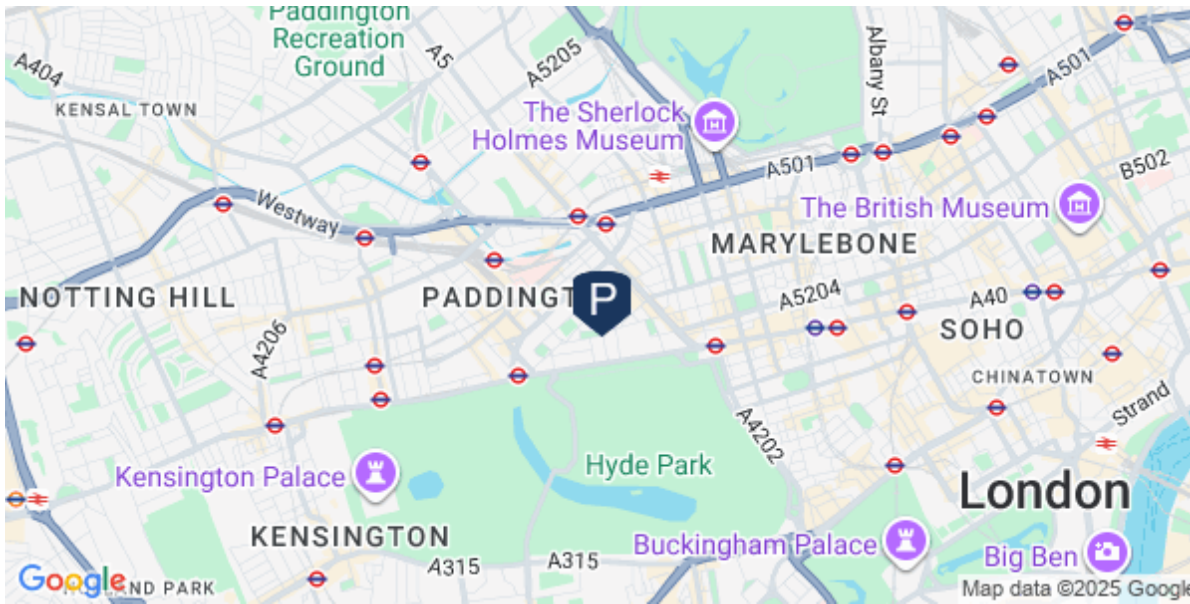 Paddington
Recreation
Ground
A5
A5205
Albany St
A404
A501
KENSAL TOWN
The Sherlock
Holmes Museum
A501
B502
Westway
The British Museum
MARYLEBONE
NOTTING HILL
PADDINGT
P
A5204
A40
SOHO
A4206
CHINATOWN
Strand
A4202
Kensington Palace
Hyde Park
London
KENSINGTON
A315
A315
Buckingham Palace
Big Ben
Google
AND PARK
Map data ©2025 Google